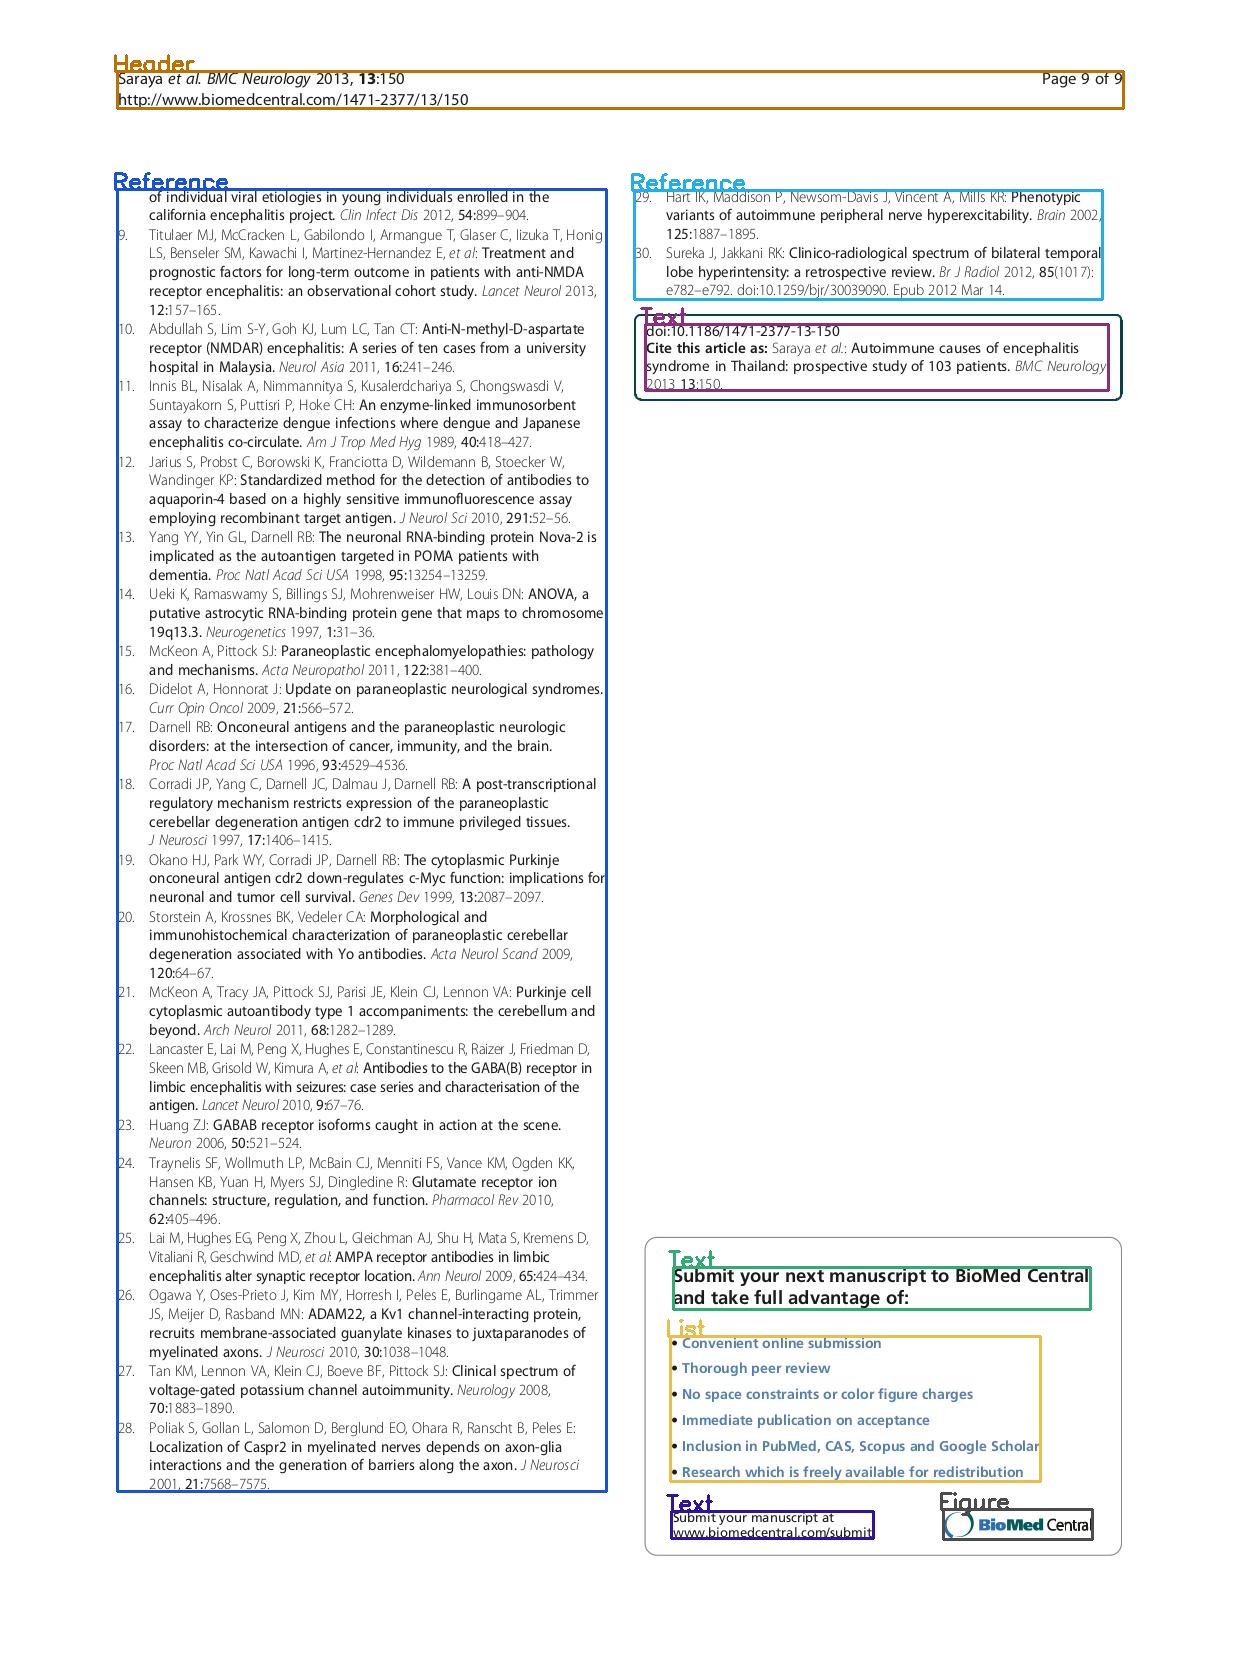 Header
Saraya et al. BMC Neurology 2013, 13:150
Page 9 of 9
http://www.biomedcentral.com/1471-2377/13/150
Reference
of individual viral etiologies in young individuals enrolled in the
california encephalitis project. Clin Infect Dis 2012, 54:899–904.
9. Titulaer MJ, McCracken L, Gabilondo I, Armangue T, Glaser C, Iizuka T, Honig
LS, Benseler SM, Kawachi I, Martinez-Hernandez E, et al: Treatment and
prognostic factors for long-term outcome in patients with anti-NMDA
receptor encephalitis: an observational cohort study. Lancet Neurol 2013,
12:157–165.
10. Abdullah S, Lim S-Y, Goh KJ, Lum LC, Tan CT: Anti-N-methyl-D-aspartate
receptor (NMDAR) encephalitis: A series of ten cases from a university
hospital in Malaysia. Neurol Asia 2011, 16:241–246.
11. Innis BL, Nisalak A, Nimmannitya S, Kusalerdchariya S, Chongswasdi V,
Suntayakorn S, Puttisri P, Hoke CH: An enzyme-linked immunosorbent
assay to characterize dengue infections where dengue and Japanese
encephalitis co-circulate. Am J Trop Med Hyg 1989, 40:418–427.
12. Jarius S, Probst C, Borowski K, Franciotta D, Wildemann B, Stoecker W,
Wandinger KP: Standardized method for the detection of antibodies to
aquaporin-4 based on a highly sensitive immunofluorescence assay
employing recombinant target antigen. J Neurol Sci 2010, 291:52–56.
13. Yang YY, Yin GL, Darnell RB: The neuronal RNA-binding protein Nova-2 is
implicated as the autoantigen targeted in POMA patients with
dementia. Proc Natl Acad Sci USA 1998, 95:13254–13259.
14. Ueki K, Ramaswamy S, Billings SJ, Mohrenweiser HW, Louis DN: ANOVA, a
putative astrocytic RNA-binding protein gene that maps to chromosome
19q13.3. Neurogenetics 1997, 1:31–36.
15. McKeon A, Pittock SJ: Paraneoplastic encephalomyelopathies: pathology
and mechanisms. Acta Neuropathol 2011, 122:381–400.
16. Didelot A, Honnorat J: Update on paraneoplastic neurological syndromes.
Curr Opin Oncol 2009, 21:566–572.
17. Darnell RB: Onconeural antigens and the paraneoplastic neurologic
disorders: at the intersection of cancer, immunity, and the brain.
Proc Natl Acad Sci USA 1996, 93:4529–4536.
18. Corradi JP, Yang C, Darnell JC, Dalmau J, Darnell RB: A post-transcriptional
regulatory mechanism restricts expression of the paraneoplastic
cerebellar degeneration antigen cdr2 to immune privileged tissues.
J Neurosci 1997, 17:1406–1415.
19. Okano HJ, Park WY, Corradi JP, Darnell RB: The cytoplasmic Purkinje
onconeural antigen cdr2 down-regulates c-Myc function: implications for
neuronal and tumor cell survival. Genes Dev 1999, 13:2087–2097.
20. Storstein A, Krossnes BK, Vedeler CA: Morphological and
immunohistochemical characterization of paraneoplastic cerebellar
degeneration associated with Yo antibodies. Acta Neurol Scand 2009,
120:64–67.
21. McKeon A, Tracy JA, Pittock SJ, Parisi JE, Klein CJ, Lennon VA: Purkinje cell
cytoplasmic autoantibody type 1 accompaniments: the cerebellum and
beyond. Arch Neurol 2011, 68:1282–1289.
22. Lancaster E, Lai M, Peng X, Hughes E, Constantinescu R, Raizer J, Friedman D,
Skeen MB, Grisold W, Kimura A, et al: Antibodies to the GABA(B) receptor in
limbic encephalitis with seizures: case series and characterisation of the
antigen. Lancet Neurol 2010, 9:67–76.
23. Huang ZJ: GABAB receptor isoforms caught in action at the scene.
Neuron 2006, 50:521–524.
24. Traynelis SF, Wollmuth LP, McBain CJ, Menniti FS, Vance KM, Ogden KK,
Hansen KB, Yuan H, Myers SJ, Dingledine R: Glutamate receptor ion
channels: structure, regulation, and function. Pharmacol Rev 2010,
62:405–496.
25. Lai M, Hughes EG, Peng X, Zhou L, Gleichman AJ, Shu H, Mata S, Kremens D,
Vitaliani R, Geschwind MD, et al: AMPA receptor antibodies in limbic
encephalitis alter synaptic receptor location. Ann Neurol 2009, 65:424–434.
26. Ogawa Y, Oses-Prieto J, Kim MY, Horresh I, Peles E, Burlingame AL, Trimmer
JS, Meijer D, Rasband MN: ADAM22, a Kv1 channel-interacting protein,
recruits membrane-associated guanylate kinases to juxtaparanodes of
myelinated axons. J Neurosci 2010, 30:1038–1048.
27. Tan KM, Lennon VA, Klein CJ, Boeve BF, Pittock SJ: Clinical spectrum of
voltage-gated potassium channel autoimmunity. Neurology 2008,
70:1883–1890.
28. Poliak S, Gollan L, Salomon D, Berglund EO, Ohara R, Ranscht B, Peles E:
Localization of Caspr2 in myelinated nerves depends on axon-glia
interactions and the generation of barriers along the axon. J Neurosci
2001, 21:7568–7575.
Reference
29. Hart IK, Maddison P, Newsom-Davis J, Vincent A, Mills KR: Phenotypic
variants of autoimmune peripheral nerve hyperexcitability. Brain 2002,
125:1887–1895.
30. Sureka J, Jakkani RK: Clinico-radiological spectrum of bilateral temporal
lobe hyperintensity: a retrospective review. Br J Radiol 2012, 85(1017):
e782–e792. doi:10.1259/bjr/30039090. Epub 2012 Mar 14.
Text
doi:10.1186/1471-2377-13-150
Cite this article as: Saraya et al.: Autoimmune causes of encephalitis
syndrome in Thailand: prospective study of 103 patients. BMC Neurology
2013 13:150.
Text
Submit your next manuscript to BioMed Central
and take full advantage of:
List
• Convenient online submission
• Thorough peer review
• No space constraints or color figure charges
• Immediate publication on acceptance
• Inclusion in PubMed, CAS, Scopus and Google Scholar
• Research which is freely available for redistribution
Text
Submit your manuscript at
www.biomedcentral.com/submit
Figure
BioMed Central